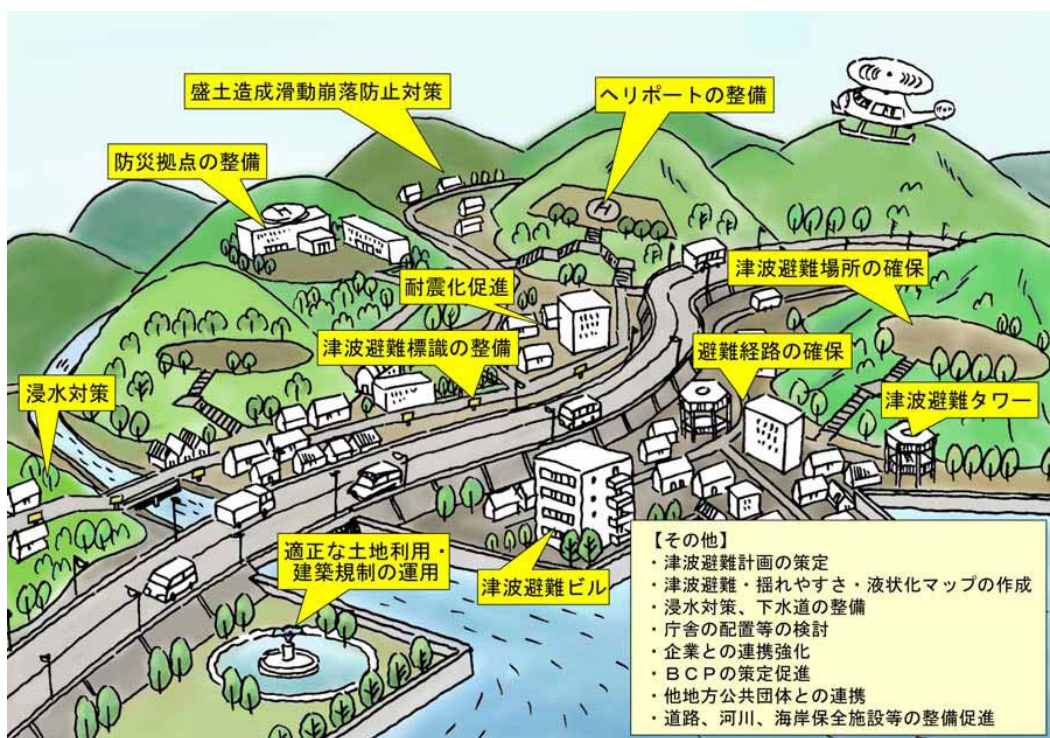 盛土造成滑動崩落防止対策
ヘリポートの整備
防災拠点の整備
H
H
津波避難場所の確保
耐震化促進
津波避難標識の整備
避難経路の確保
浸水対策
津波避難タワー
適正な土地利用・
建築規制の運用
津波避難ビル
【その他】
・津波避難計画の策定
・津波避難・揺れやすさ・液状化マップの作成
・浸水対策、下水道の整備
・庁舎の配置等の検討
・企業との連携強化
・ＢＣＰの策定促進
・他地方公共団体との連携
・道路、河川、海岸保全施設等の整備促進